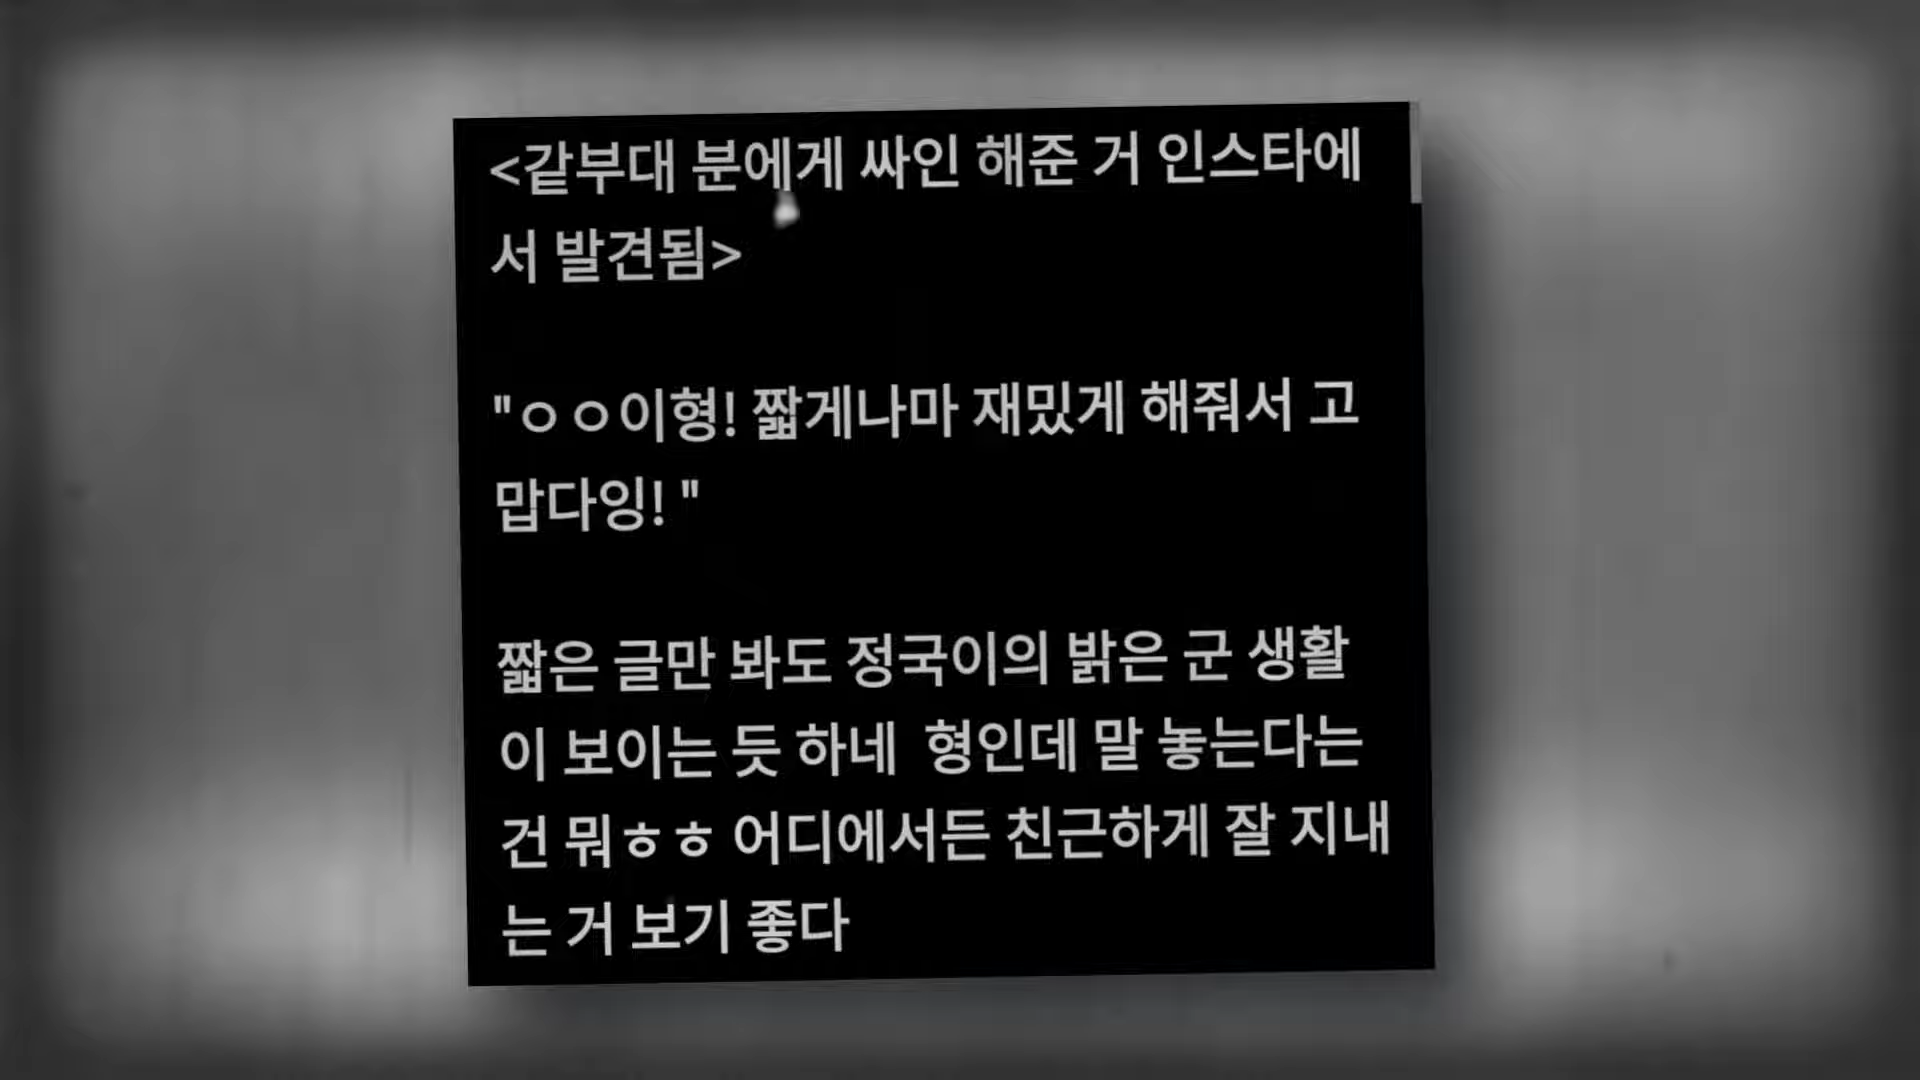 <같부대 분에게 싸인 해준 거 인스타에
서 발견됨>
"ㅇㅇ이형! 짧게나마 재밌게 해줘서 고
맙다잉! "
짧은 글만 봐도 정국이의 밝은 군 생활
이 보이는 듯 하네  형인데 말 놓는다는
건 뭐ㅎㅎ 어디에서든 친근하게 잘 지내
는 거 보기 좋다